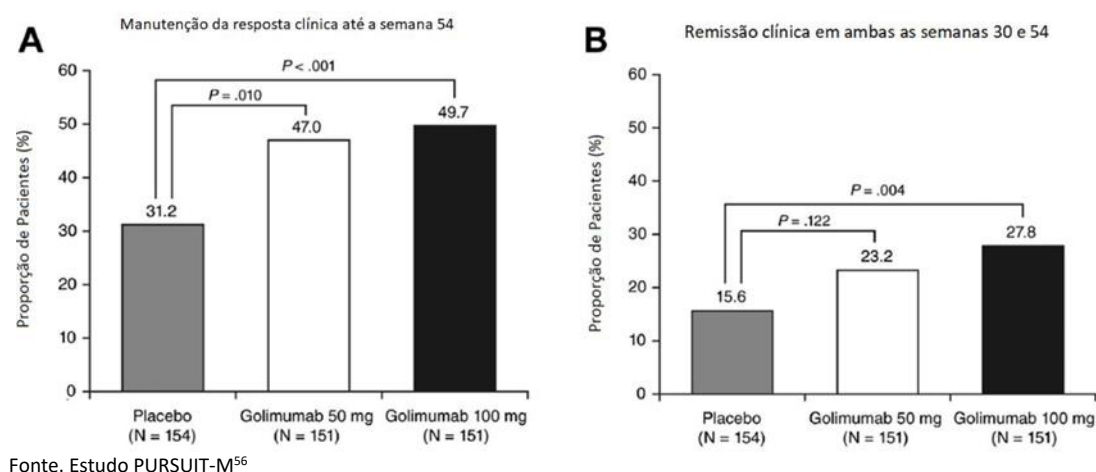 A
Manutenção da resposta clínica até a semana 54
Proporção de Pacientes (%)
60
50
40
30
20
10
0
P < .001
P = .010
31.2
47.0
49.7
Placebo
(N = 154)
Golimumab 50 mg
(N = 151)
Golimumab 100 mg
(N = 151)
B
Remissão clínica em ambas as semanas 30 e 54
Proporção de Pacientes (%)
60
50
40
30
20
10
0
P = .004
P = .122
15.6
23.2
27.8
Placebo
(N = 154)
Golimumab 50 mg
(N = 151)
Golimumab 100 mg
(N = 151)
Fonte. Estudo PURSUIT-M56